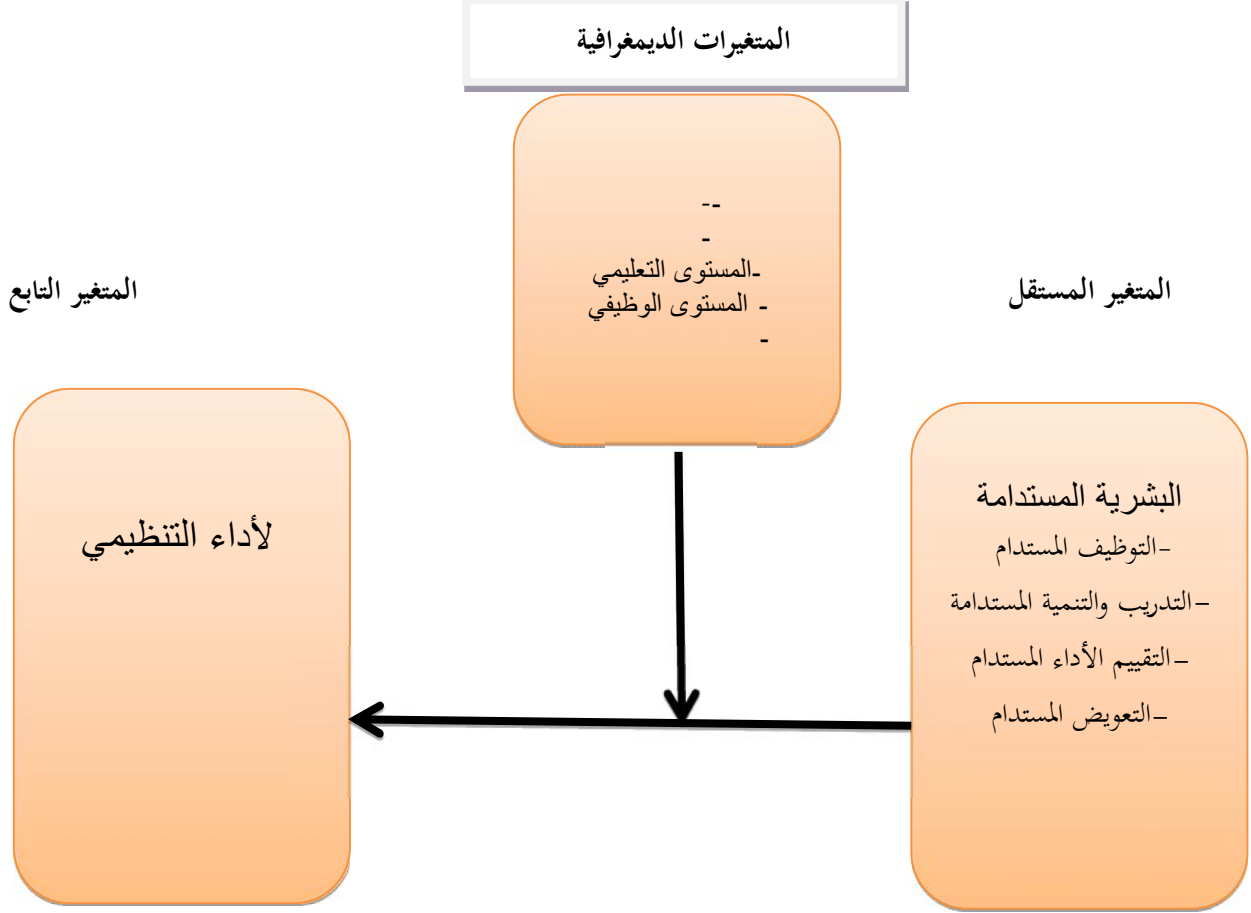 المتغيرات الديمغرافية
--
-
-المستوى التعليمي
- المستوى الوظيفي
-
المتغير المستقل
المتغير التابع
البشرية المستدامة
-التوظيف المستدام
-التدريب والتنمية المستدامة
-التقييم الأداء المستدام
-التعويض المستدام
لأداء التنظيمي